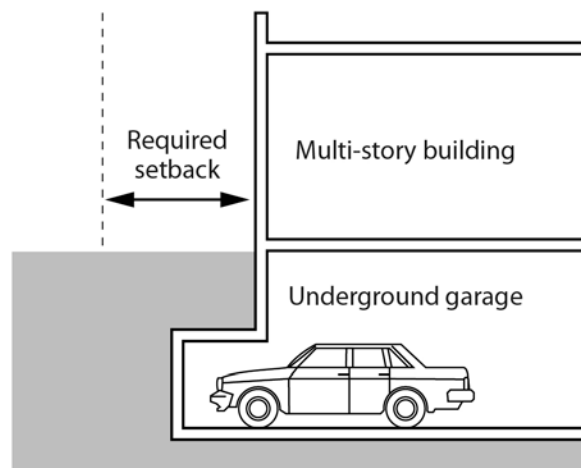 Required
setback
Multi-story building
Underground garage